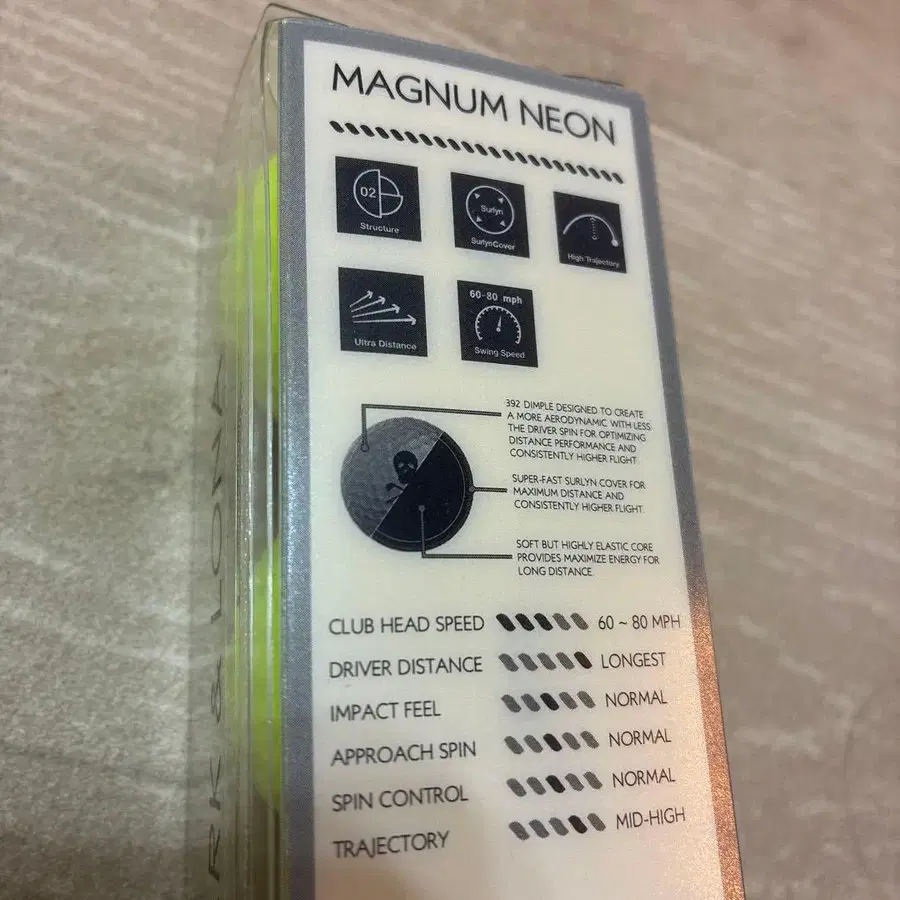 MAGNUM NEON
02
Structure
Surlyn
SurlynCover
High Trajectory
Ultra Distance
60-80 mph
Swing Speed
392 DIMPLE DESIGNED TO CREATE
A MORE AERODYNAMIC WITH LESS
THE DRIVER SPIN FOR OPTIMIZING
DISTANCE PERFORMANCE AND
CONSISTENTLY HIGHER FLIGHT.
SUPER-FAST SURLYN COVER FOR
MAXIMUM DISTANCE AND
CONSISTENTLY HIGHER FLIGHT.
SOFT BUT HIGHLY ELASTIC CORE
PROVIDES MAXIMIZE ENERGY FOR
LONG DISTANCE.
CLUB HEAD SPEED 60 ~ 80 MPH
DRIVER DISTANCE LONGEST
IMPACT FEEL NORMAL
APPROACH SPIN NORMAL
SPIN CONTROL NORMAL
TRAJECTORY MID-HIGH
RK & LONA